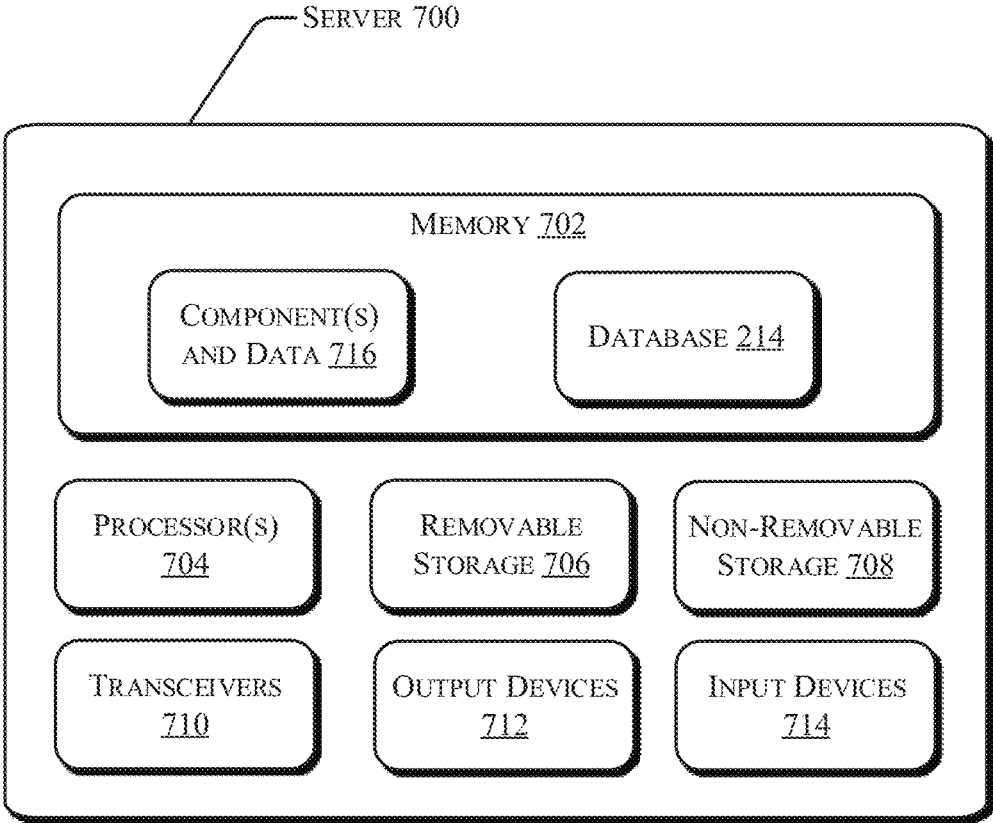 SERVER 700
MEMORY 702
COMPONENT(S)
AND DATA 716
DATABASE 214
PROCESSOR(S)
704
REMOVABLE
STORAGE 706
NON-REMOVABLE
STORAGE 708
TRANSCEIVERS
710
OUTPUT DEVICES
712
INPUT DEVICES
714